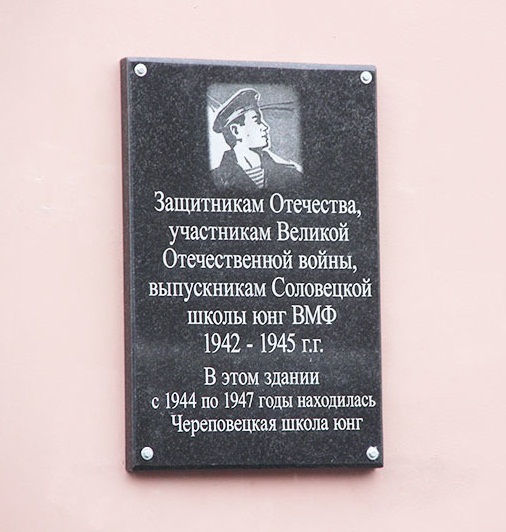 Защитникам Отечества,
участникам Великой
Отечественной войны,
выпускникам Соловецкой
школы юнг ВМФ
1942 - 1945 г.г.
В этом здании
с 1944 по 1947 годы находилась
Череповецкая школа юнг